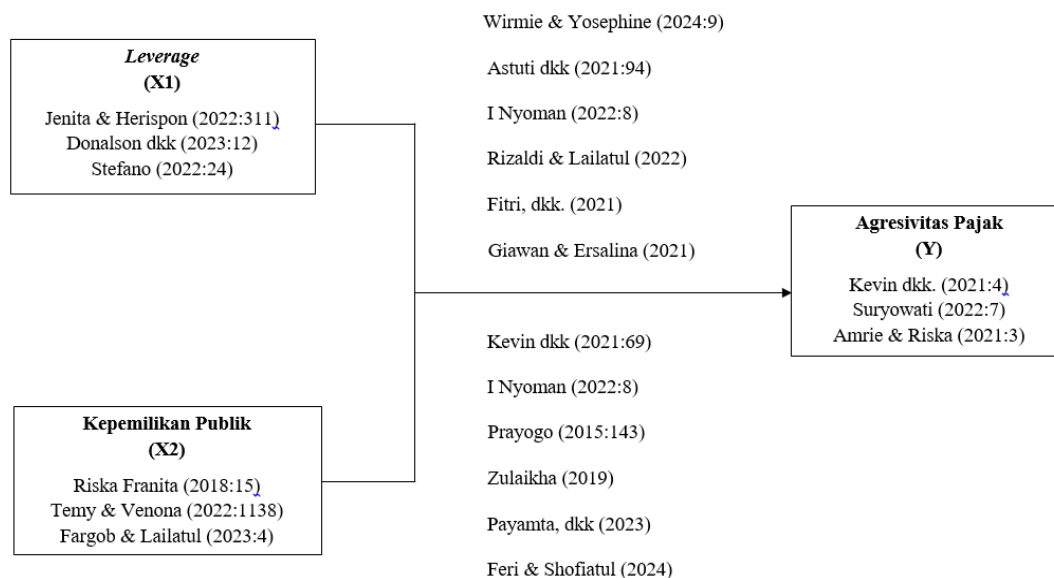 Leverage
(X1)
Jenita & Herispon (2022:311)
Donalson dkk (2023:12)
Stefano (2022:24)
Kepemilikan Publik
(X2)
Riska Franita (2018:15)
Temy & Venona (2022:1138)
Fargob & Lailatul (2023:4)
Wirmie & Yosephine (2024:9)
Astuti dkk (2021:94)
I Nyoman (2022:8)
Rizaldi & Lailatul (2022)
Fitri, dkk. (2021)
Giawan & Ersalina (2021)
Kevin dkk (2021:69)
I Nyoman (2022:8)
Prayogo (2015:143)
Zulaikha (2019)
Payamta, dkk (2023)
Feri & Shofiatul (2024)
Agresivitas Pajak
(Y)
Kevin dkk. (2021:4)
Suryowati (2022:7)
Amrie & Riska (2021:3)